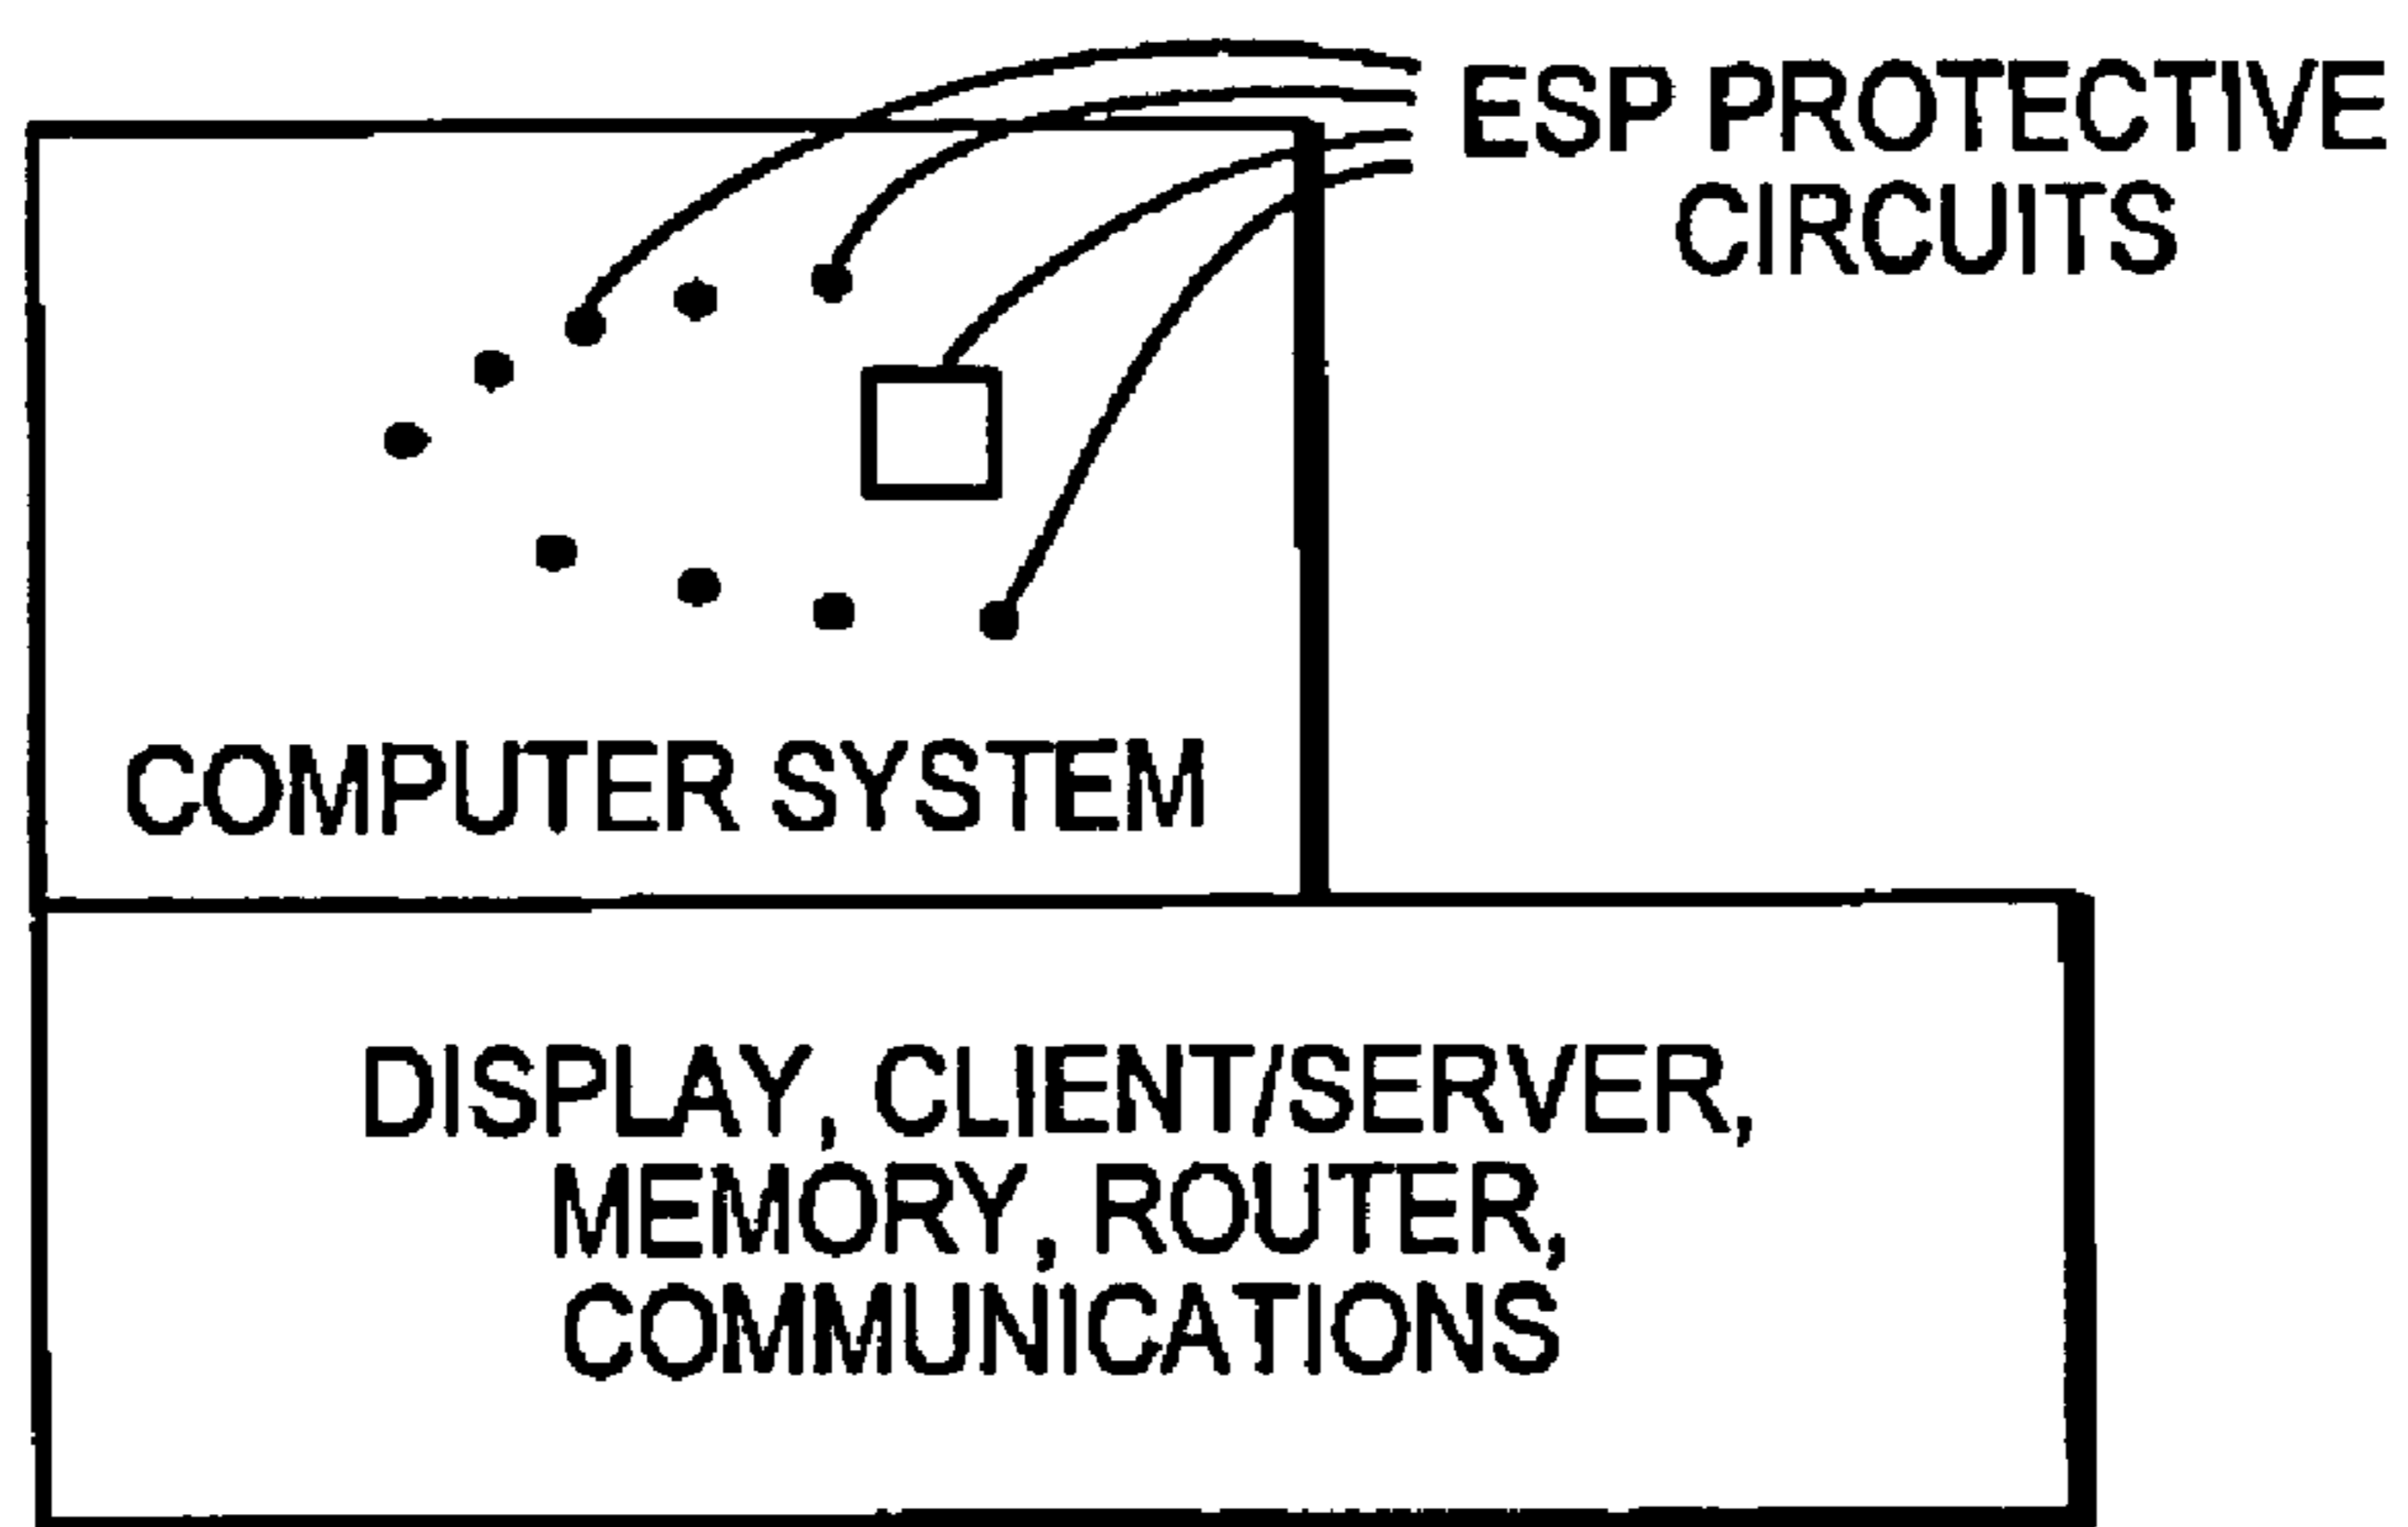 ESP PROTECTIVE
CIRCUITS
COMPUTER SYSTEM
DISPLAY, CLIENT/SERVER,
MEMORY, ROUTER,
COMMUNICATIONS